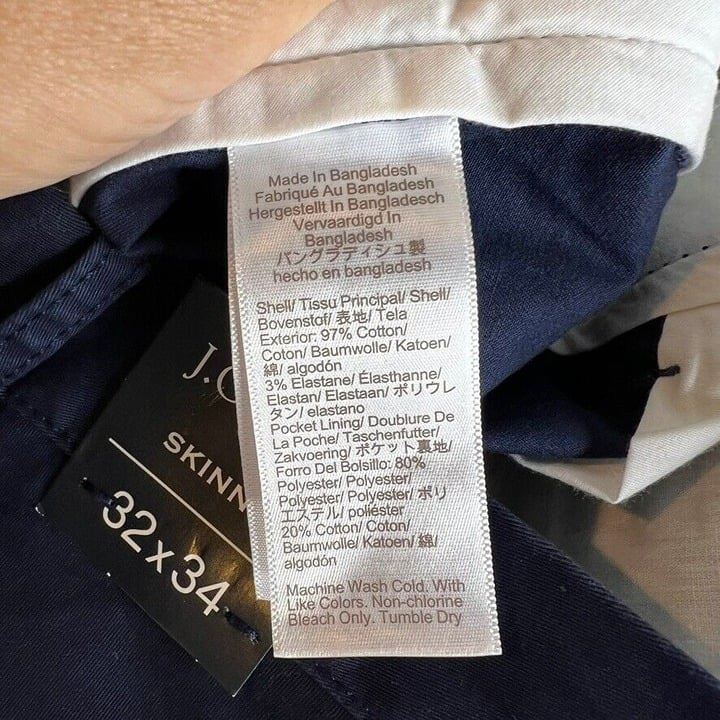 Made In Bangladesh
Fabriqué Au Bangladesh
Hergestellt In Bangladesch
Vervaardigd In
Bangladesh
バングラディシュ製
hecho en bangladesh
Shell/ Tissu Principal/ Shell/
Bovenstof/ 表地/ Tela
Exterior: 97% Cotton/
Coton/ Baumwolle/ Katoen/
綿/ algodón
3% Elastane/ Élasthanne/
Elastan/ Elastaan/ ポリウレ
タン/ elastano
Pocket Lining/ Doublure De
La Poche/ Taschenfutter/
Zakvoering/ ポケット裏地/
Forro Del Bolsillo: 80%
Polyester/ Polyester/
Polyester/ Polyester/ ポリ
エステル/ poliéster
20% Cotton/ Coton/
Baumwolle/ Katoen/ 綿/
algodón
Machine Wash Cold. With
Like Colors. Non-chlorine
Bleach Only. Tumble Dry
J.C
SKINN
32 x 34